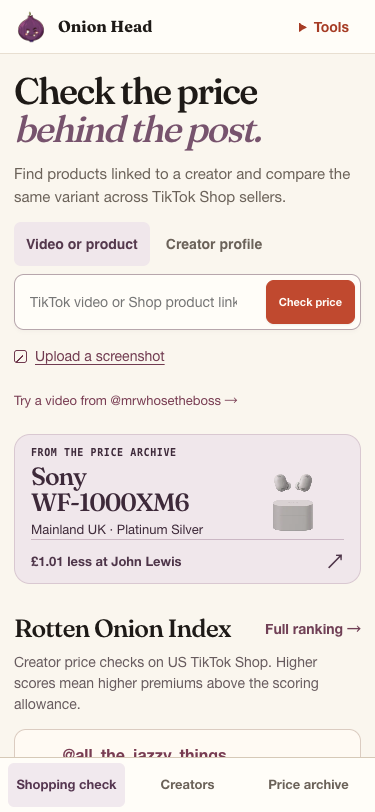 Onion Head
▶ Tools
Check the price
behind the post.
Find products linked to a creator and compare the
same variant across TikTok Shop sellers.
Video or product
Creator profile
TikTok video or Shop product link
Check price
Upload a screenshot
Try a video from @mrwhosetheboss →
FROM THE PRICE ARCHIVE
Sony
WF-1000XM6
Mainland UK · Platinum Silver
£1.01 less at John Lewis
Rotten Onion Index
Full ranking →
Creator price checks on US TikTok Shop. Higher
scores mean higher premiums above the scoring
allowance.
@all_the_jazzy_things
Shopping check
Creators
Price archive